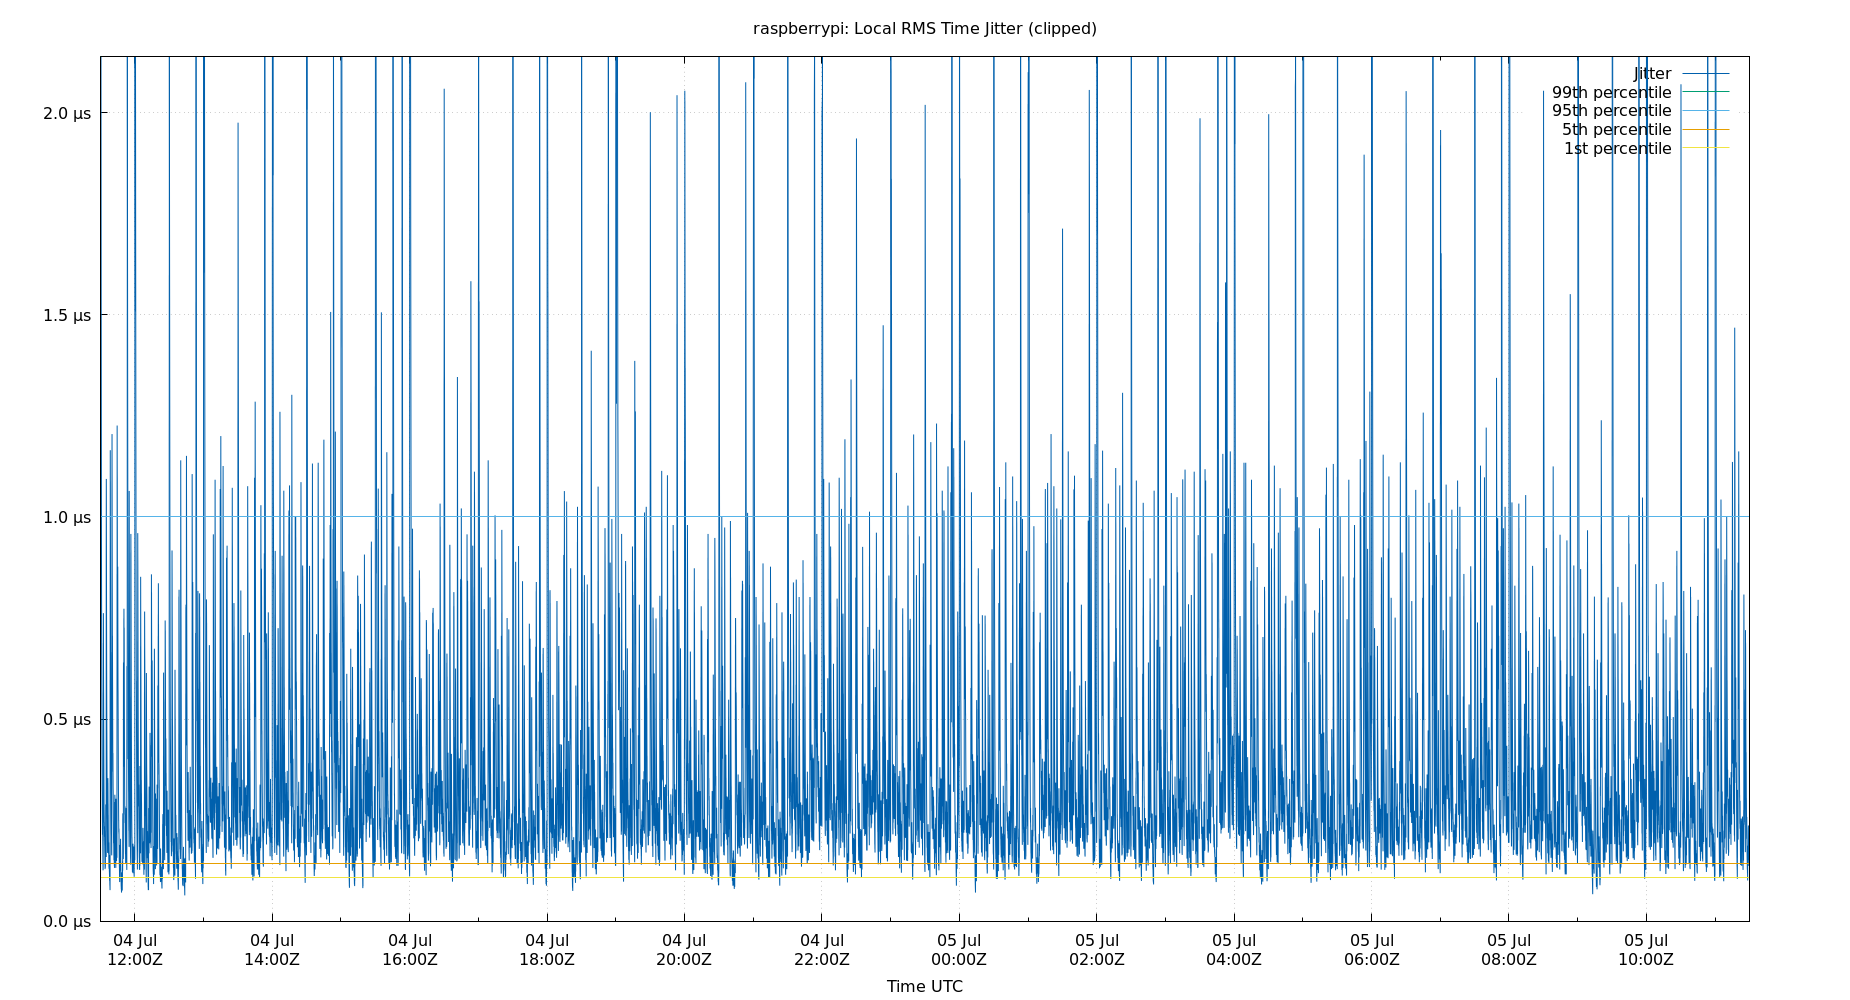 raspberrypi: Local RMS Time Jitter (clipped)
Jitter
99th percentile
95th percentile
5th percentile
1st percentile
2.0 µs
1.5 µs
1.0 µs
0.5 µs
0.0 µs
04 Jul 04 Jul 04 Jul 04 Jul 04 Jul 04 Jul 05 Jul 05 Jul 05 Jul 05 Jul 05 Jul 05 Jul
12:00Z 14:00Z 16:00Z 18:00Z 20:00Z 22:00Z 00:00Z 02:00Z 04:00Z 06:00Z 08:00Z 10:00Z
Time UTC